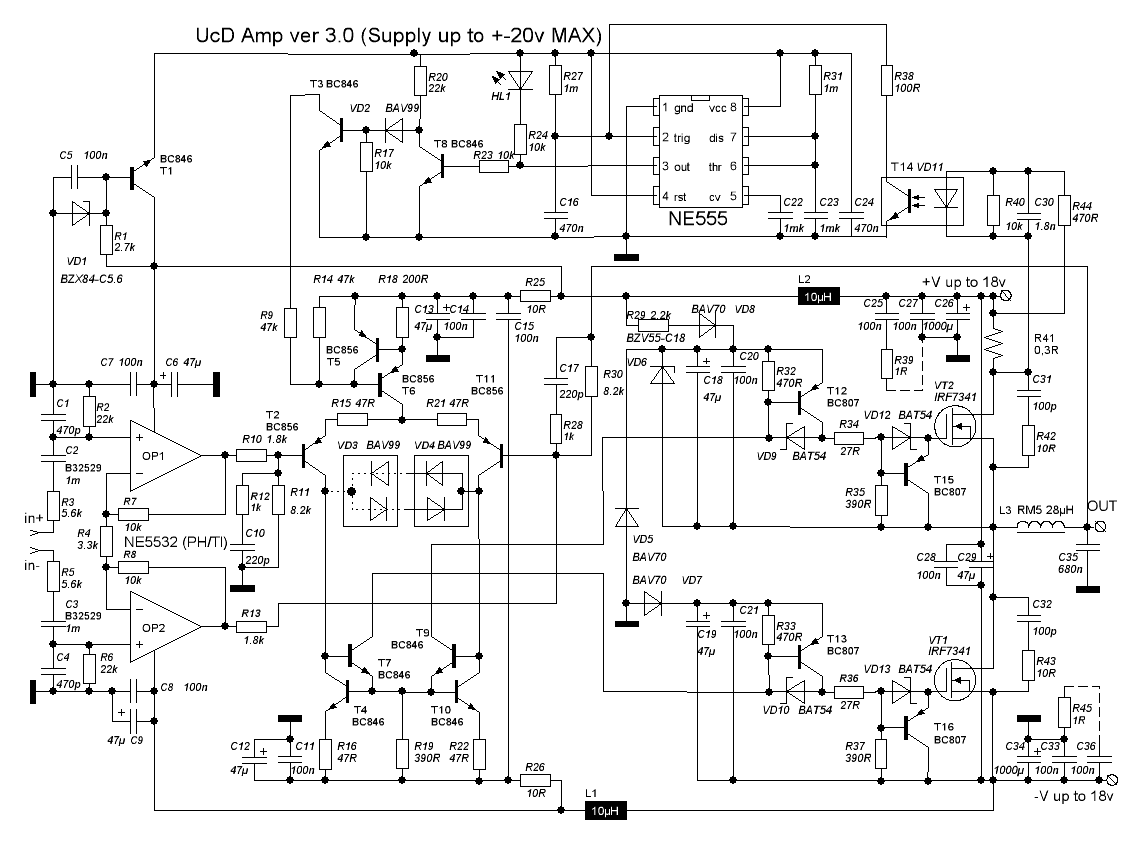 UcD Amp ver 3.0 (Supply up to +-20v MAX)
T3 BC846
VD2
BAV99
R20
22k
HL1
R27
1m
R31
1m
R38
100R
1 gnd
vcc 8
2 trig
dis 7
3 out
thr 6
4 rst
cv 5
NE555
R24
10k
T8 BC846
R23 10k
R17
10k
C5 100n
BC846
T1
VD1
BZX84-C5.6
R1
2.7k
C16
470n
C22
1mk
C23
1mk
C24
470n
T14 VD11
R40
10k
C30
1.8n
R44
470R
R14 47k
R18 200R
R25
10R
R9
47k
C13
47µ
C14
100n
C15
100n
BC856
T5
BC856
T6
T11
BC856
L2
10µH
+V up to 18v
R29 2.2k
BAV70 VD8
BZV55-C18
VD6
C18
47µ
C20
100n
R32
470R
T12
BC807
C25
100n
C27
100n
C26
1000µ
R39
1R
R41
0,3R
C7 100n
C6 47µ
C17
220p
R30
8.2k
R28
1k
VT2
IRF7341
C31
100p
R42
10R
C1
470p
R2
22k
C2
B32529
1m
OP1
T2
BC856
R10 1.8k
R15 47R
R21 47R
VD3 BAV99
VD4 BAV99
VD9 BAT54
R34
27R
VD12 BAT54
R35
390R
T15
BC807
R3
5.6k
in+
in-
R4
3.3k
R7
10k
NE5532 (PH/TI)
R8
10k
R12
1k
R11
8.2k
C10
220p
R5
5.6k
C3
B32529
1m
OP2
R13
1.8k
L3 RM5 28µH
OUT
C35
680n
C28
100n
C29
47µ
VD5
BAV70
BAV70 VD7
C19
47µ
C21
100n
R33
470R
T13
BC807
VT1
IRF7341
C32
100p
R43
10R
C4
470p
R6
22k
C8 100n
47µ C9
T9
BC846
T7
BC846
T4
BC846
T10
BC846
VD10 BAT54
R36
27R
VD13 BAT54
R37
390R
T16
BC807
C12
47µ
C11
100n
R16
47R
R19
390R
R22
47R
R26
10R
L1
10µH
R45
1R
C34
1000µ
C33
100n
C36
100n
-V up to 18v